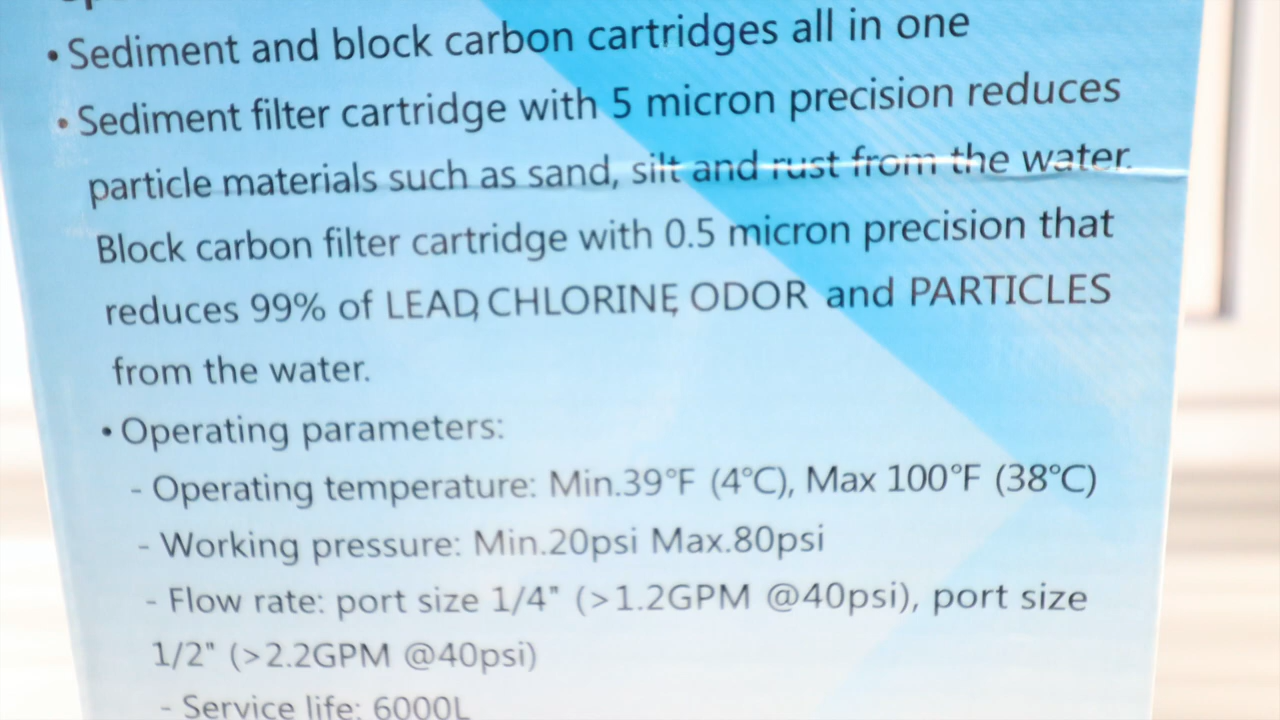 • Sediment and block carbon cartridges all in one
• Sediment filter cartridge with 5 micron precision reduces
particle materials such as sand, silt and rust from the water.
Block carbon filter cartridge with 0.5 micron precision that
reduces 99% of LEAD, CHLORINE, ODOR and PARTICLES
from the water.
• Operating parameters:
- Operating temperature: Min.39°F (4°C), Max 100°F (38°C)
- Working pressure: Min.20psi Max.80psi
- Flow rate: port size 1/4" (>1.2GPM @40psi), port size
1/2" (>2.2GPM @40psi)
- Service life: 6000L